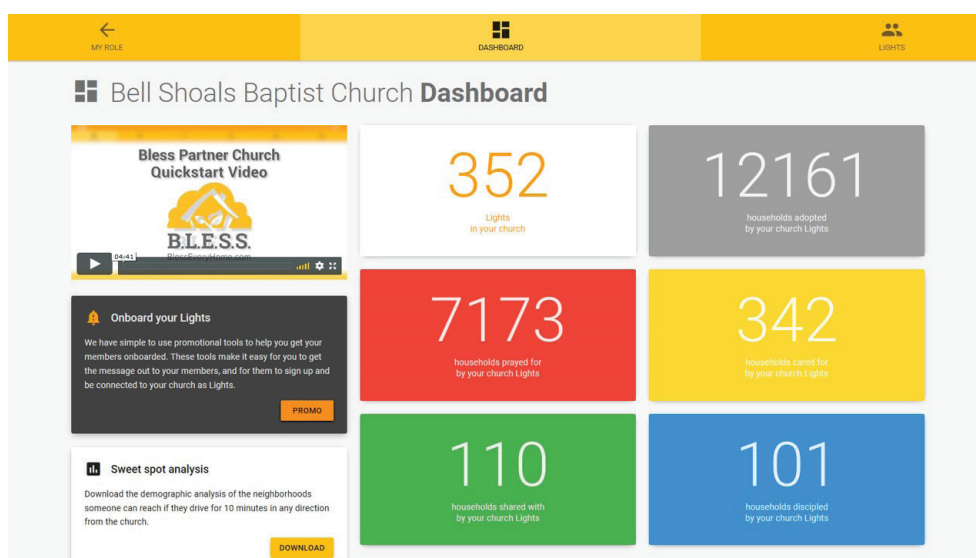 MY ROLE
DASHBOARD
LIGHTS
Bell Shoals Baptist Church Dashboard
Bless Partner Church
Quickstart Video
B.L.E.S.S.
BlessEveryHome.com
04:41
Onboard your Lights
We have simple to use promotional tools to help you get your
members onboarded. These tools make it easy for you to get
the message out to your members, and for them to sign up and
be connected to your church as Lights.
PROMO
Sweet spot analysis
Download the demographic analysis of the neighborhoods
someone can reach if they drive for 10 minutes in any direction
from the church.
DOWNLOAD
352
Lights
in your church
12161
households adopted
by your church Lights
7173
households prayed for
by your church Lights
342
households cared for
by your church Lights
110
households shared with
by your church Lights
101
households discipled
by your church Lights